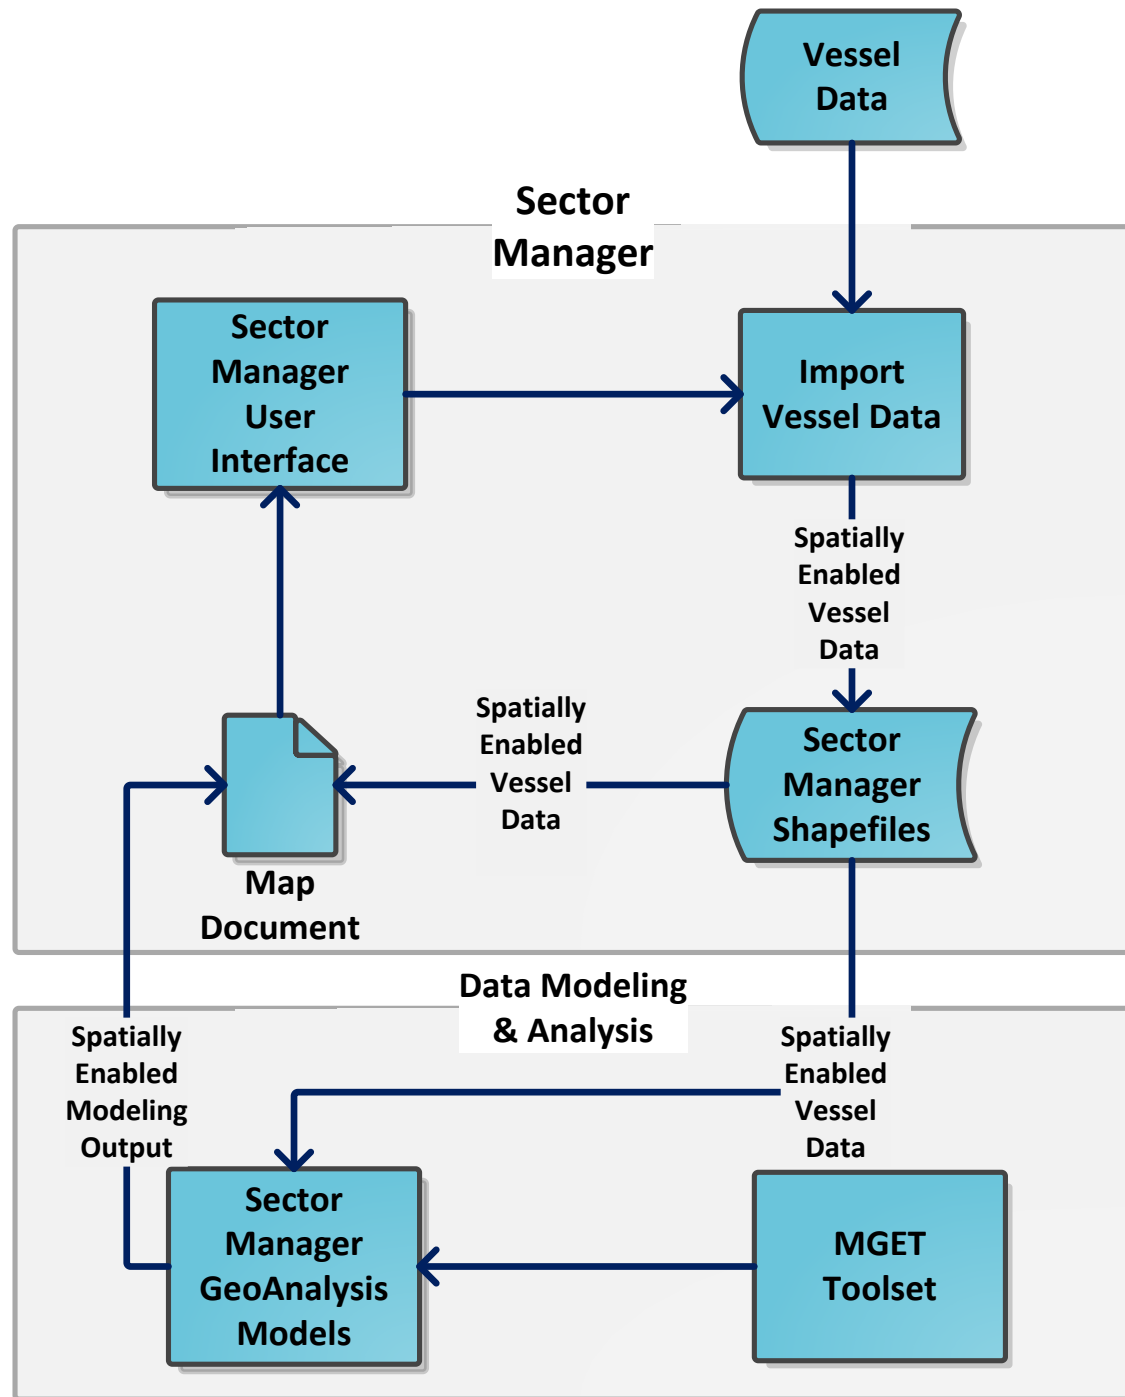 Vessel
Data
Sector
Manager
Sector
Manager
User
Interface
Import
Vessel Data
Spatially
Enabled
Vessel
Data
Spatially
Enabled
Vessel
Data
Sector
Manager
Shapefiles
Map
Document
Data Modeling
& Analysis
Spatially
Enabled
Modeling
Output
Spatially
Enabled
Vessel
Data
Sector
Manager
GeoAnalysis
Models
MGET
Toolset